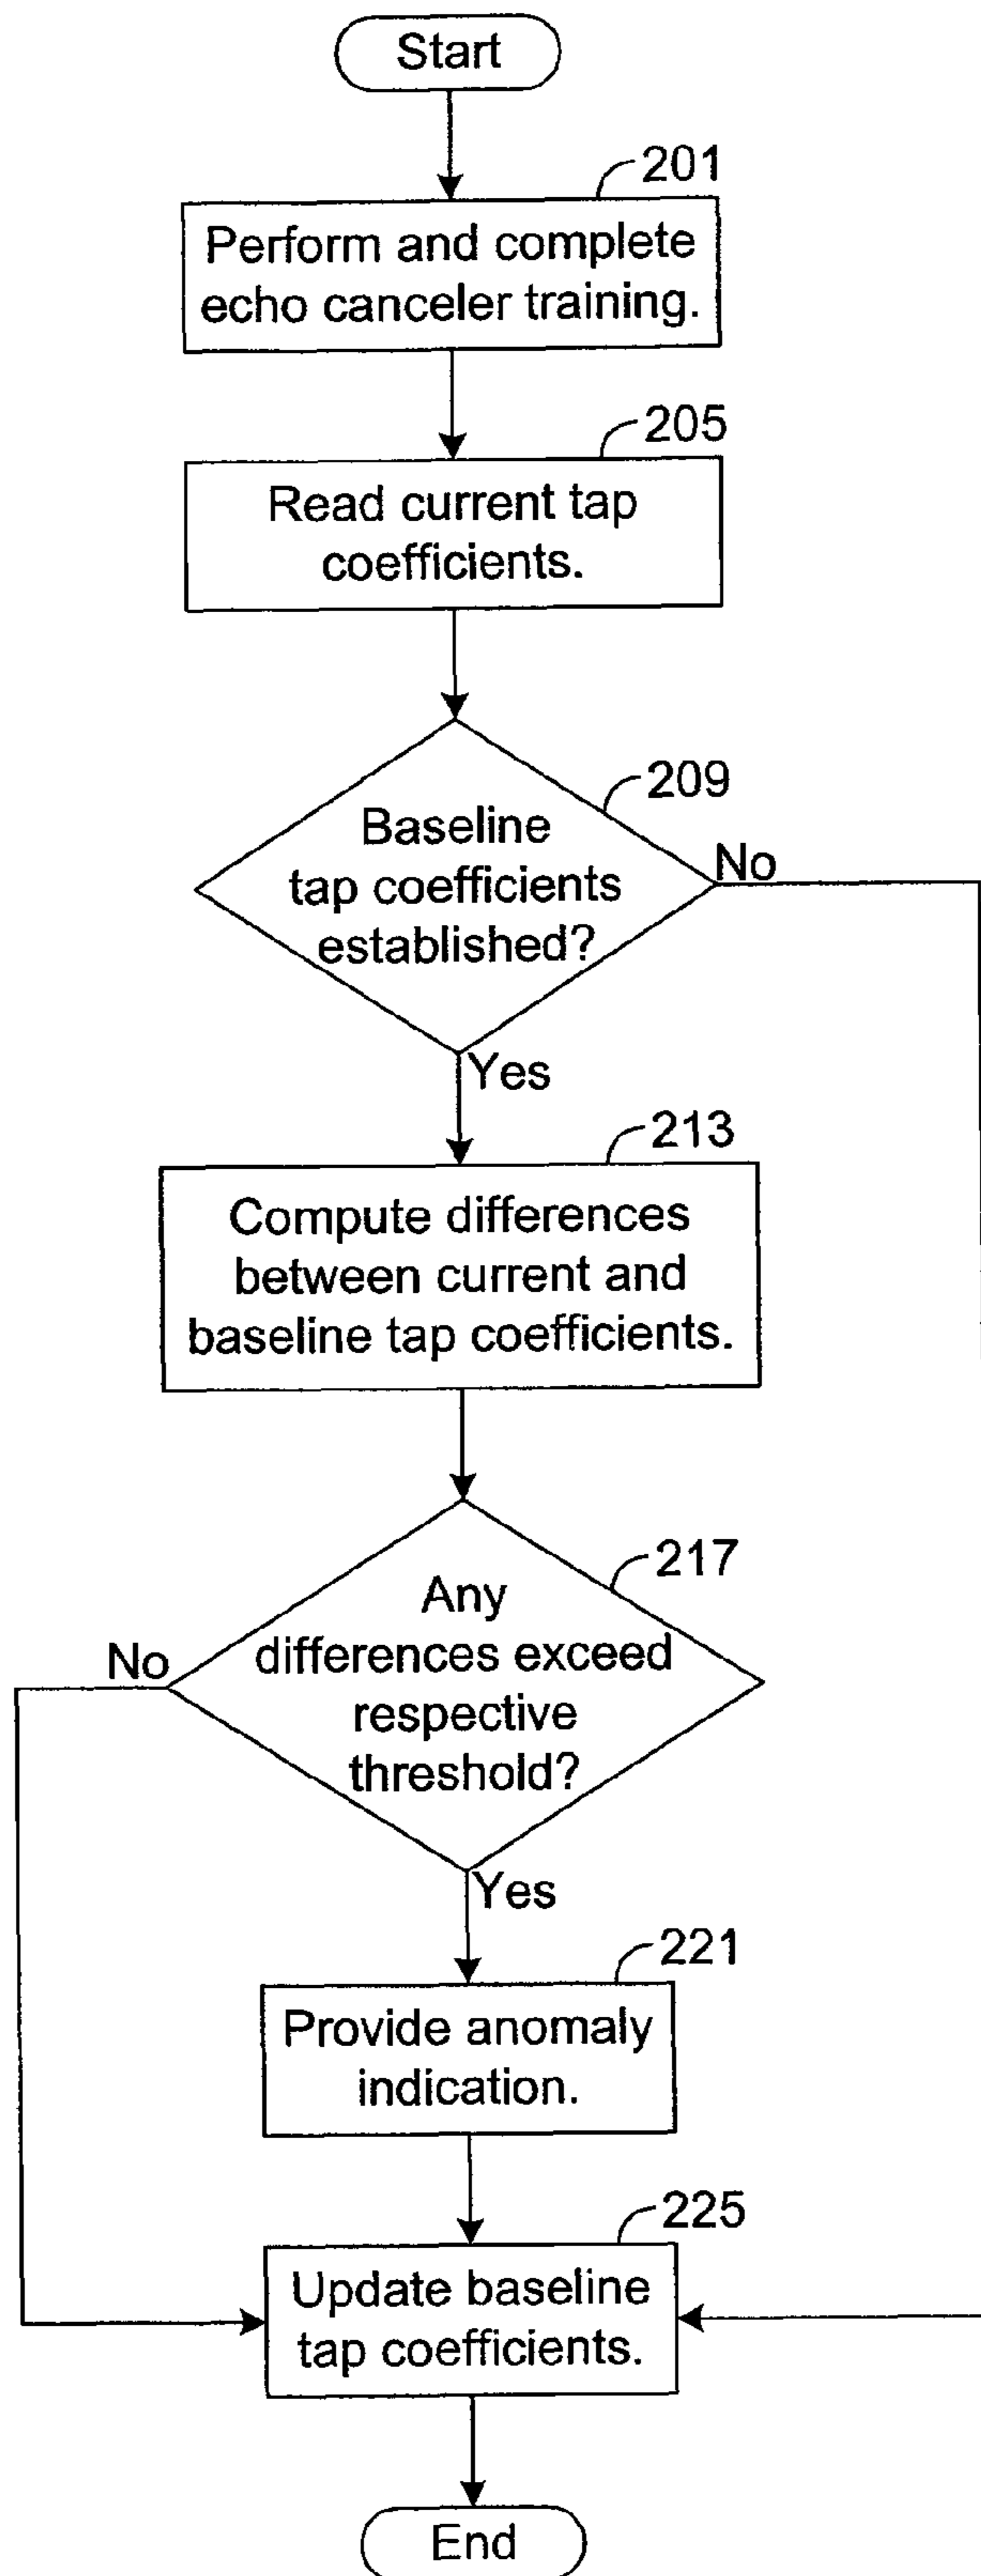 Start
201
Perform and complete
echo canceler training.
205
Read current tap
coefficients.
209
Baseline
tap coefficients
established?
No
Yes
213
Compute differences
between current and
baseline tap coefficients.
217
Any
differences exceed
respective
threshold?
No
Yes
221
Provide anomaly
indication.
225
Update baseline
tap coefficients.
End